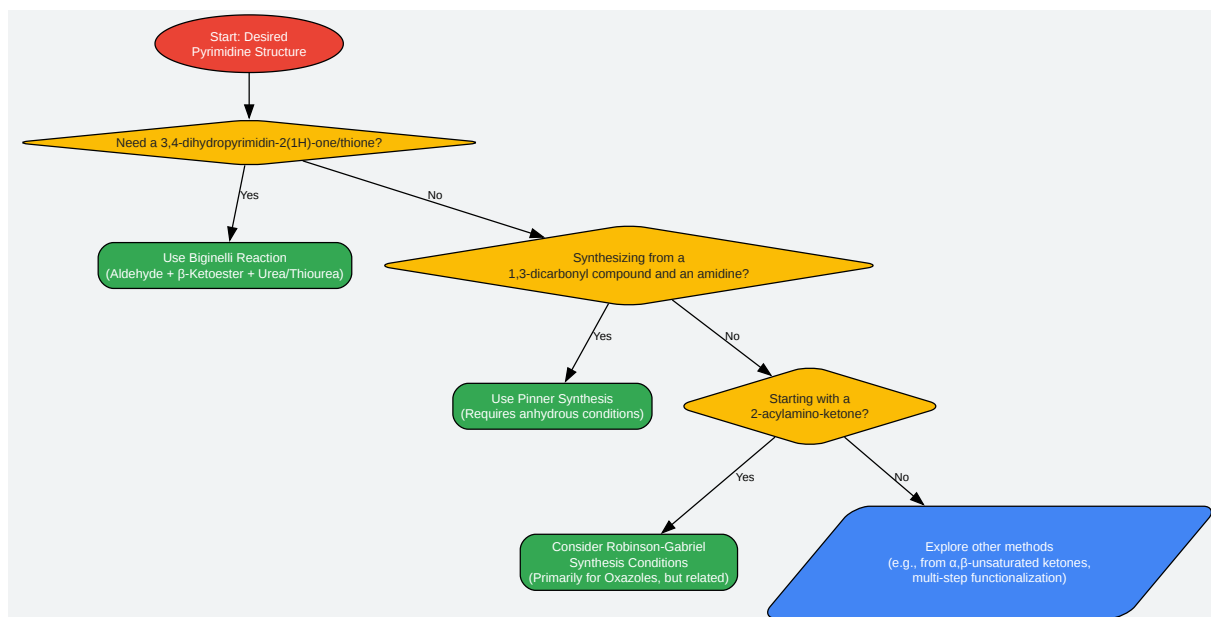 Start: Desired
Pyrimidine Structure
Need a 3,4-dihydropyrimidin-2(1H)-one/thione?
Yes
No
Use Biginelli Reaction
(Aldehyde + β-Ketoester + Urea/Thiourea)
Synthesizing from a
1,3-dicarbonyl compound and an amidine?
Yes
No
Use Pinner Synthesis
(Requires anhydrous conditions)
Starting with a
2-acylamino-ketone?
Yes
No
Consider Robinson-Gabriel
Synthesis Conditions
(Primarily for Oxazoles, but related)
Explore other methods
(e.g., from α,β-unsaturated ketones,
multi-step functionalization)